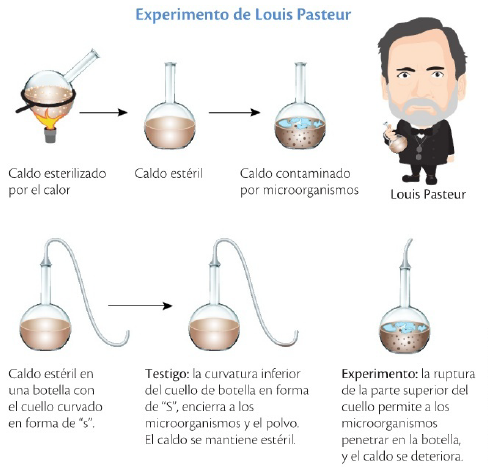 Experimento de Louis Pasteur
Caldo esterilizado
por el calor
Caldo estéril
Caldo contaminado
por microorganismos
Louis Pasteur
Caldo estéril en
una botella con
el cuello curvado
en forma de “s”.
Testigo: la curvatura inferior
del cuello de botella en forma
de “S”, encierra a los
microorganismos y el polvo.
El caldo se mantiene estéril.
Experimento: la ruptura
de la parte superior del
cuello permite a los
microorganismos
penetrar en la botella,
y el caldo se deteriora.